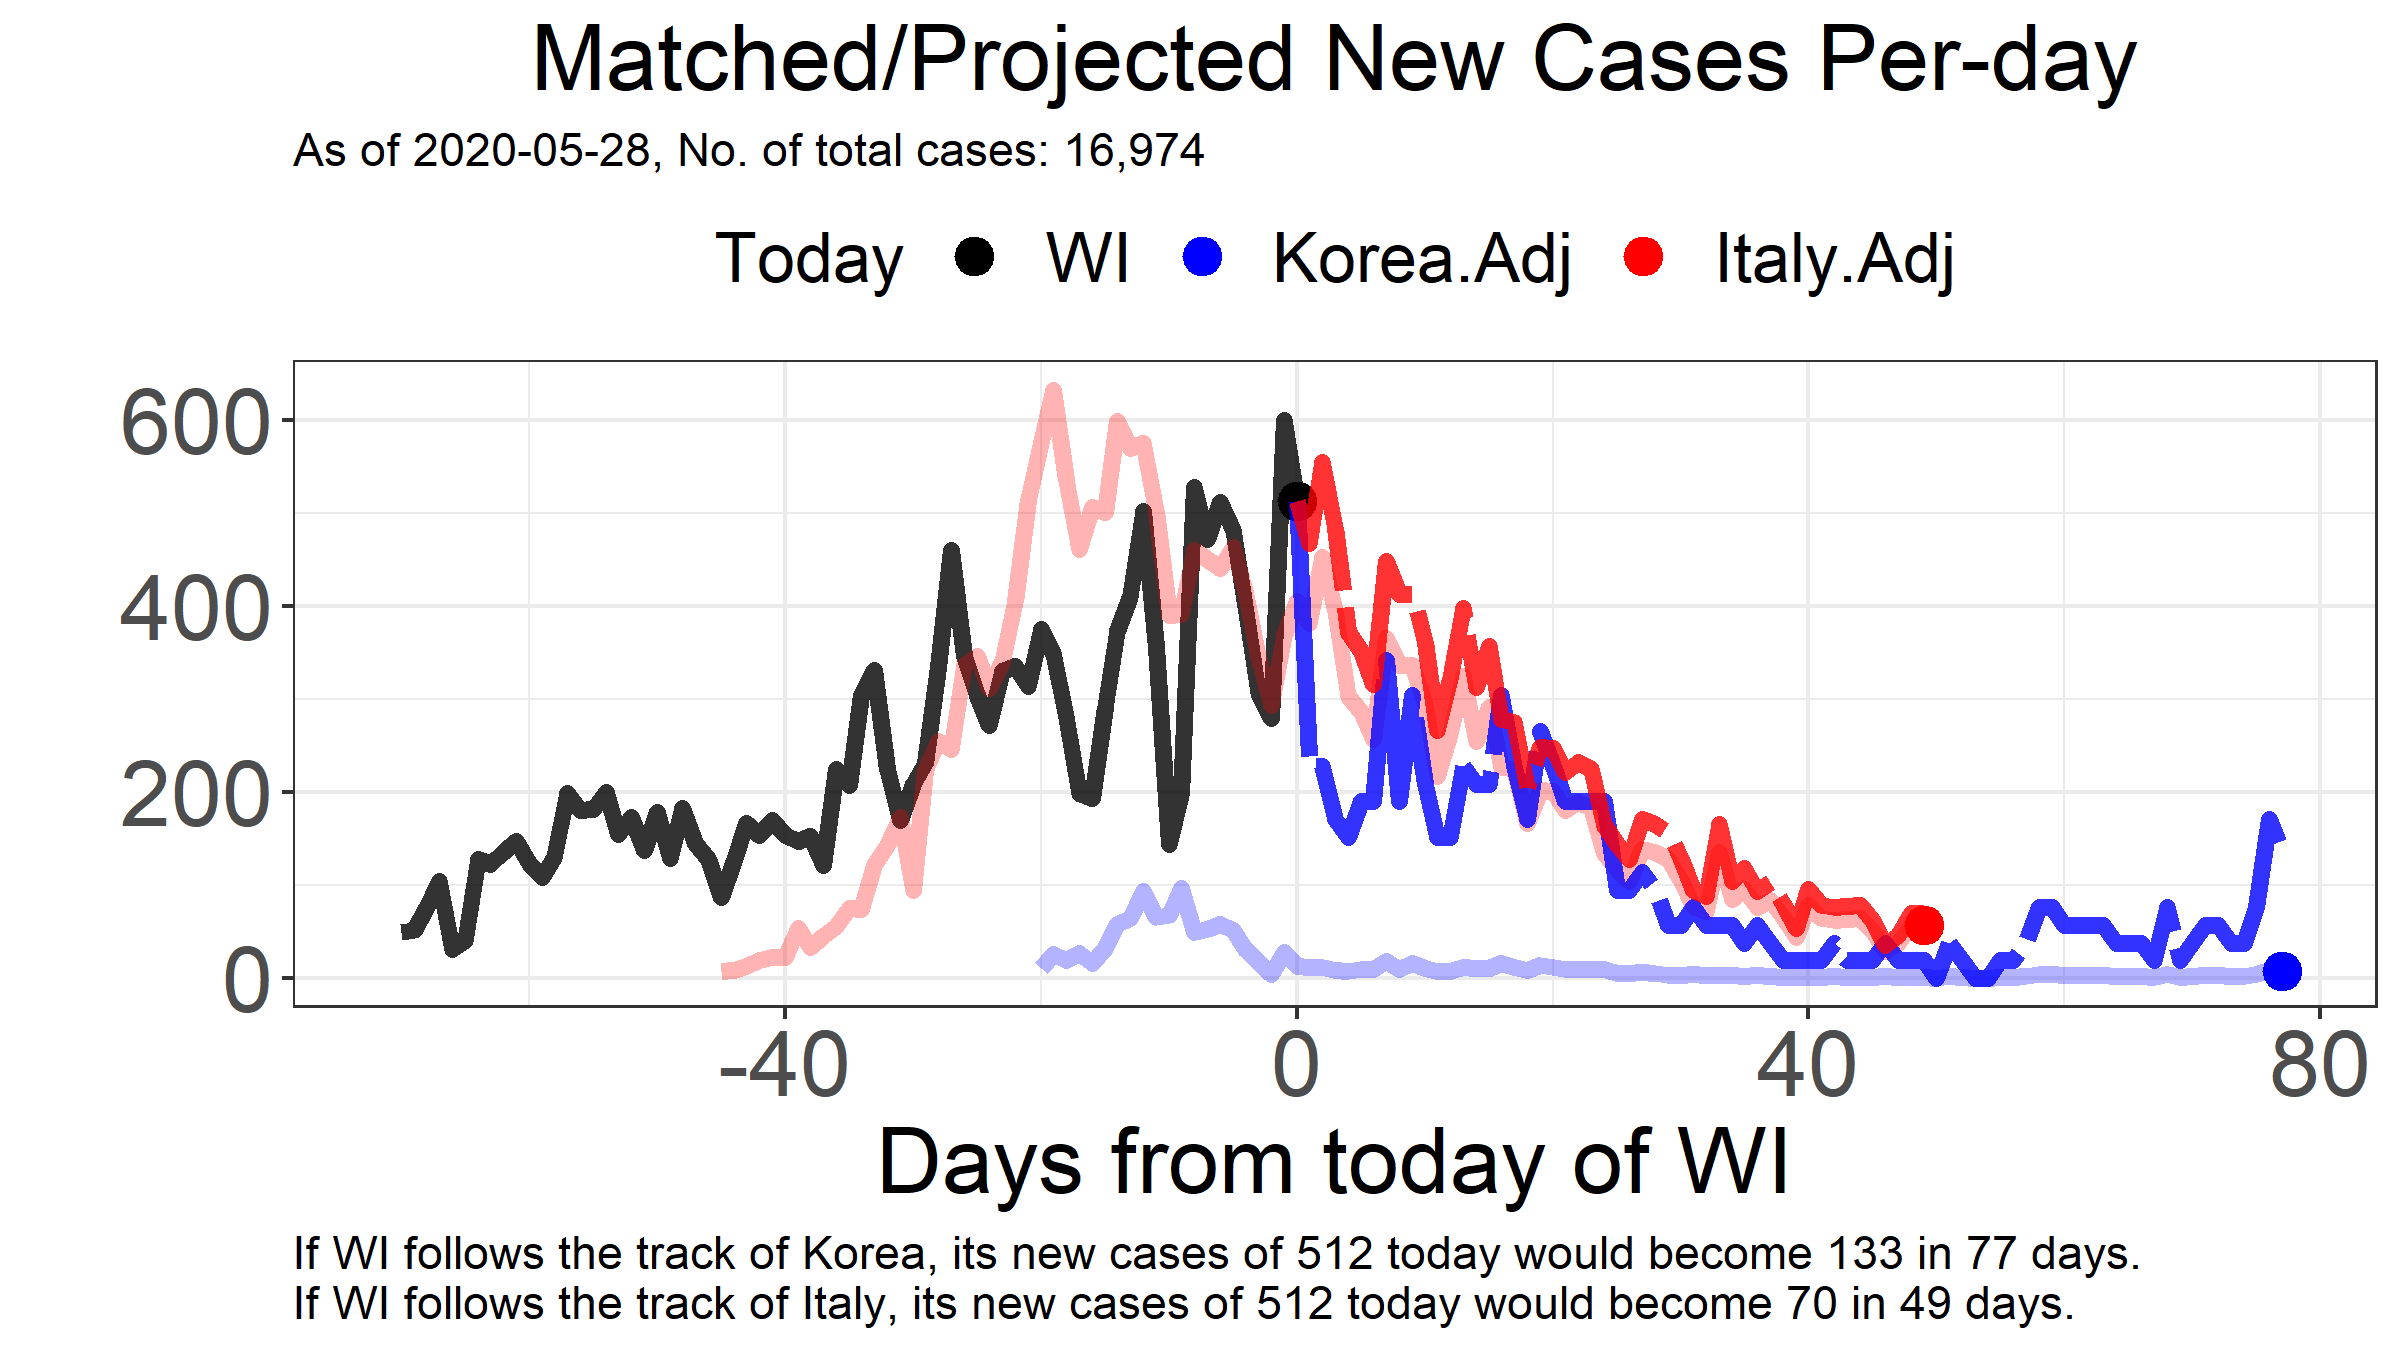 Matched/Projected New Cases Per-day
As of 2020-05-28, No. of total cases: 16,974
Today WI Korea.Adj Italy.Adj
600
400
200
0
-40 0 40 80
Days from today of WI
If WI follows the track of Korea, its new cases of 512 today would become 133 in 77 days.
If WI follows the track of Italy, its new cases of 512 today would become 70 in 49 days.